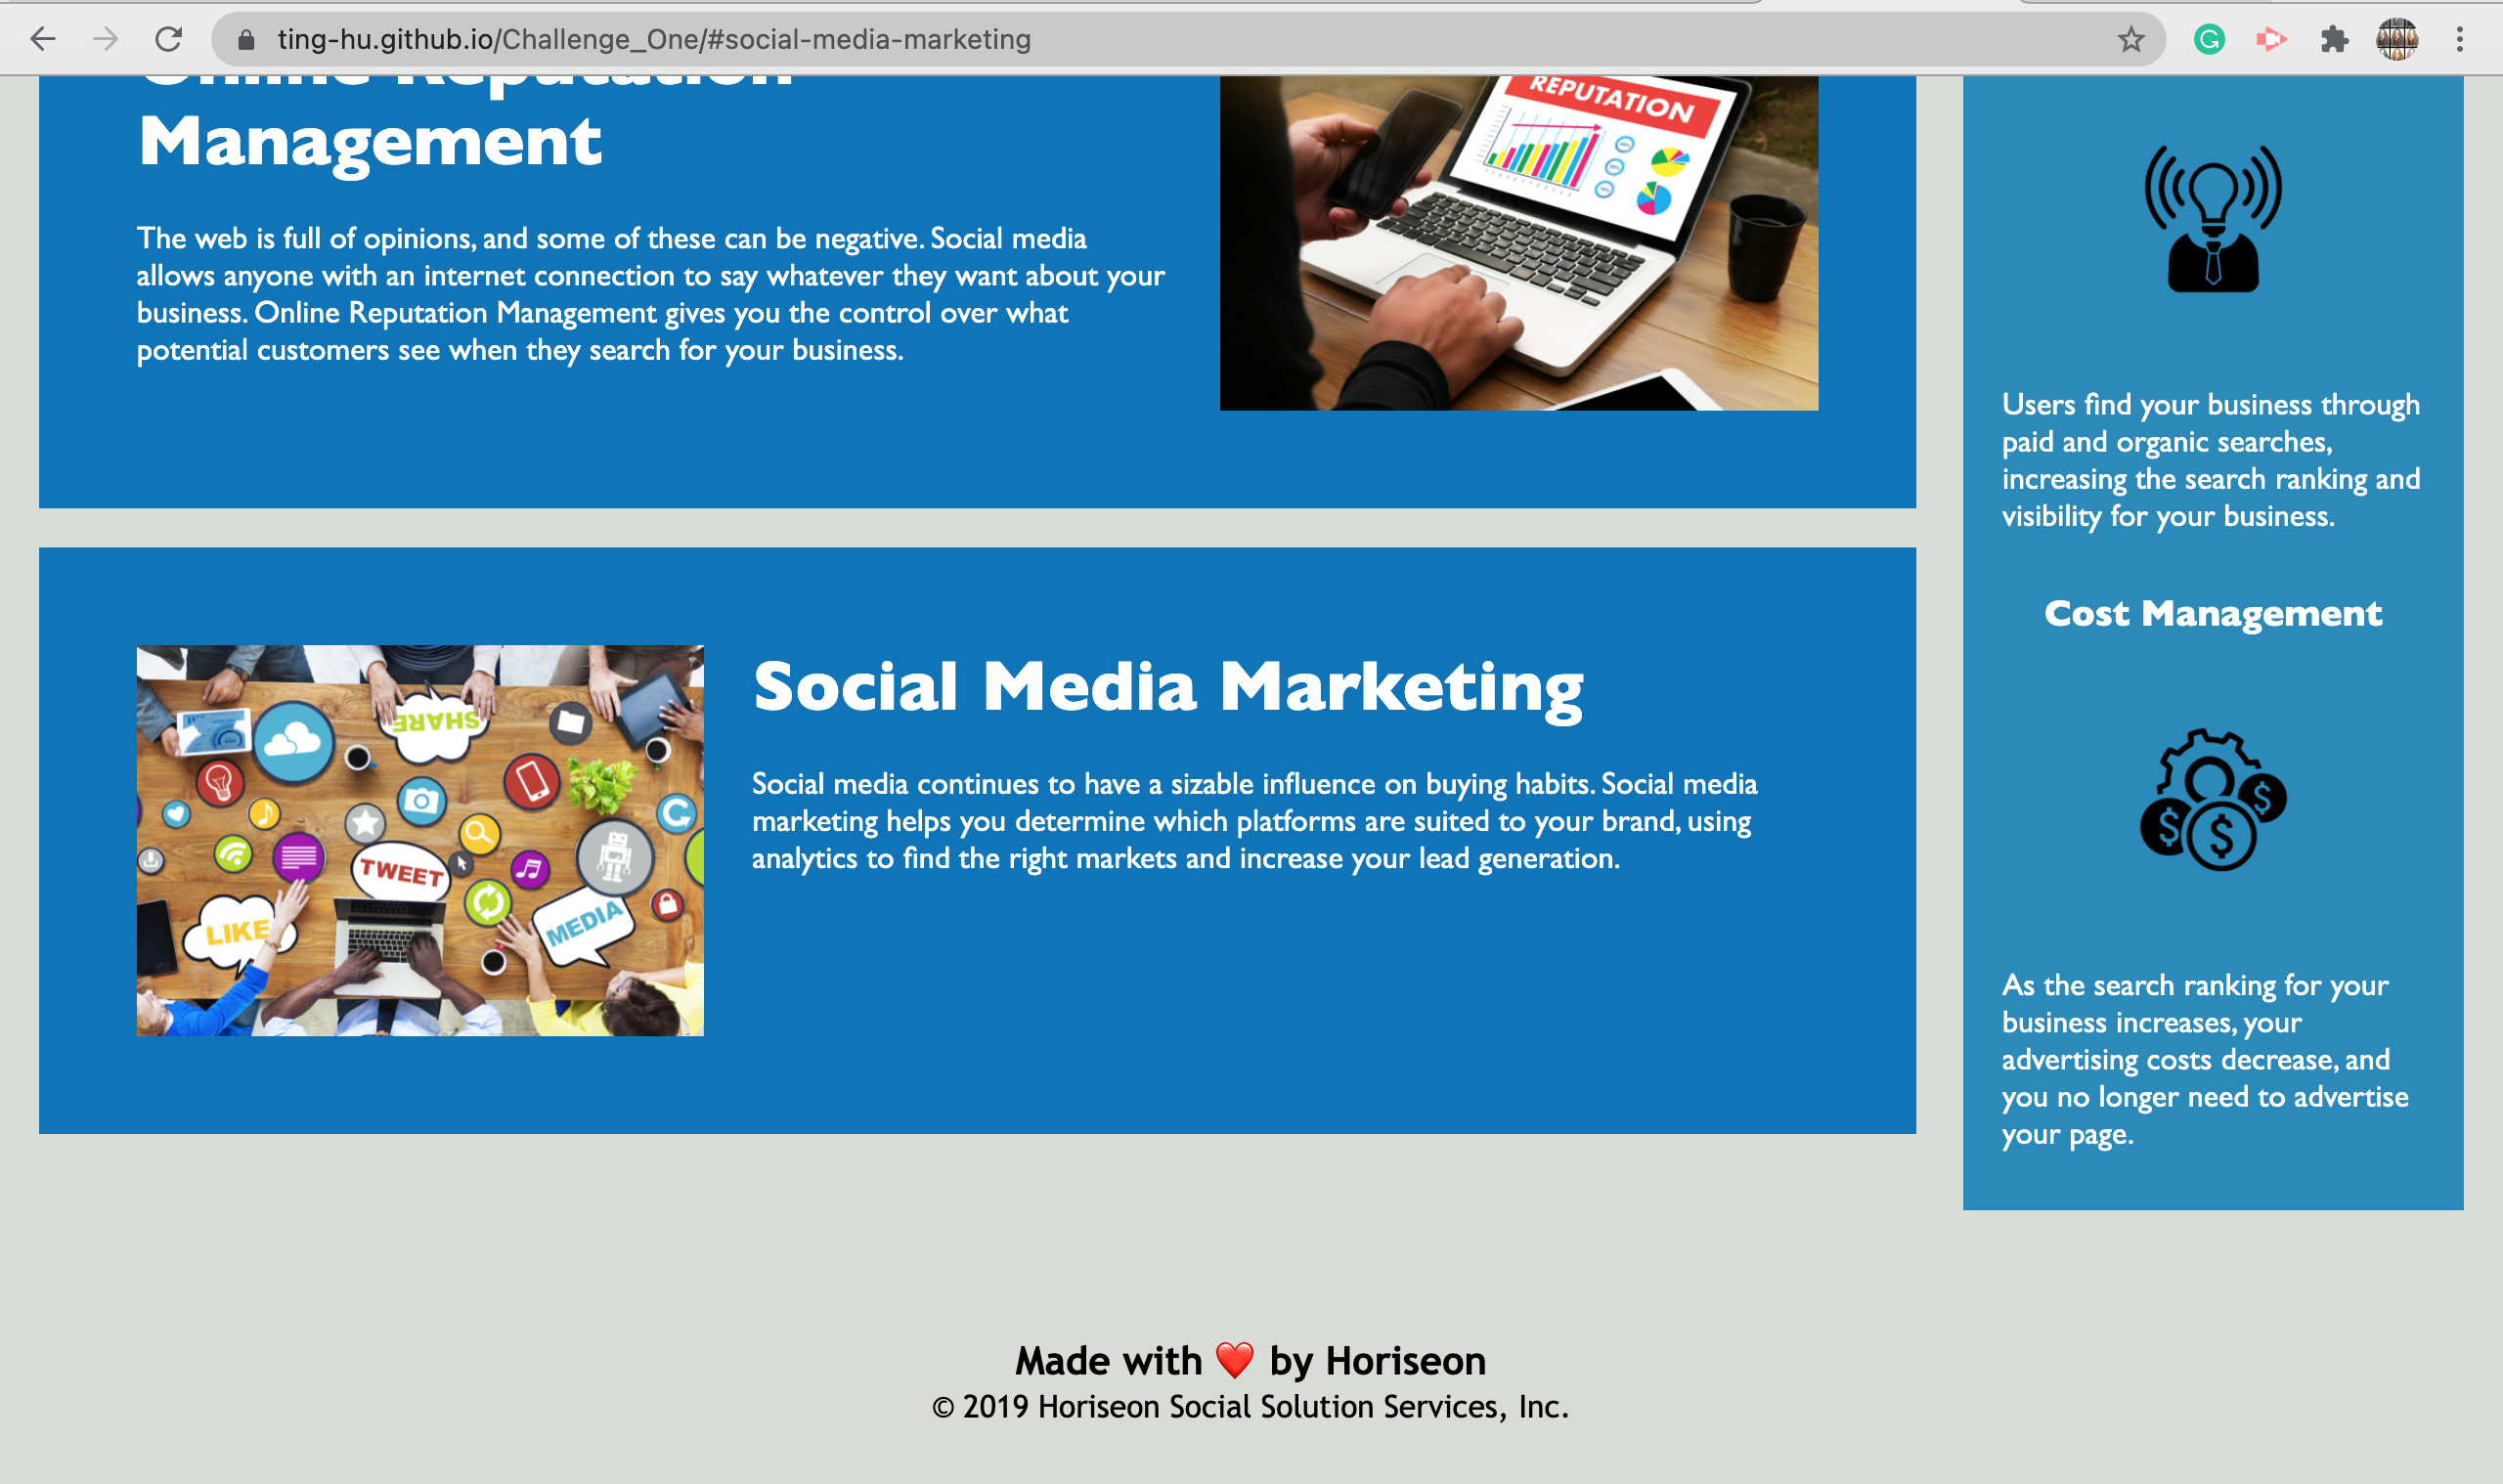 ting-hu.github.io/Challenge_One/#social-media-marketing
Online Reputation
Management
The web is full of opinions, and some of these can be negative. Social media
allows anyone with an internet connection to say whatever they want about your
business. Online Reputation Management gives you the control over what
potential customers see when they search for your business.
REPUTATION
Users find your business through
paid and organic searches,
increasing the search ranking and
visibility for your business.
Cost Management
As the search ranking for your
business increases, your
advertising costs decrease, and
you no longer need to advertise
your page.
SHARE
TWEET
LIKE
MEDIA
Social Media Marketing
Social media continues to have a sizable influence on buying habits. Social media
marketing helps you determine which platforms are suited to your brand, using
analytics to find the right markets and increase your lead generation.
Made with ❤️ by Horiseon
© 2019 Horiseon Social Solution Services, Inc.